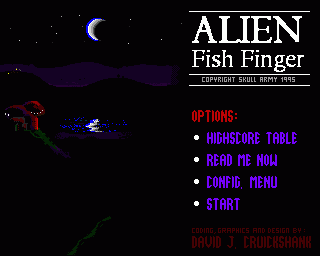 ALIEN
Fish Finger
COPYRIGHT SKULL ARMY 1995
OPTIONS:
• HIGHSCORE TABLE
• READ ME NOW
• CONFIG. MENU
• START
CODING, GRAPHICS AND DESIGN BY
DAVID J. CRUICKSHANK